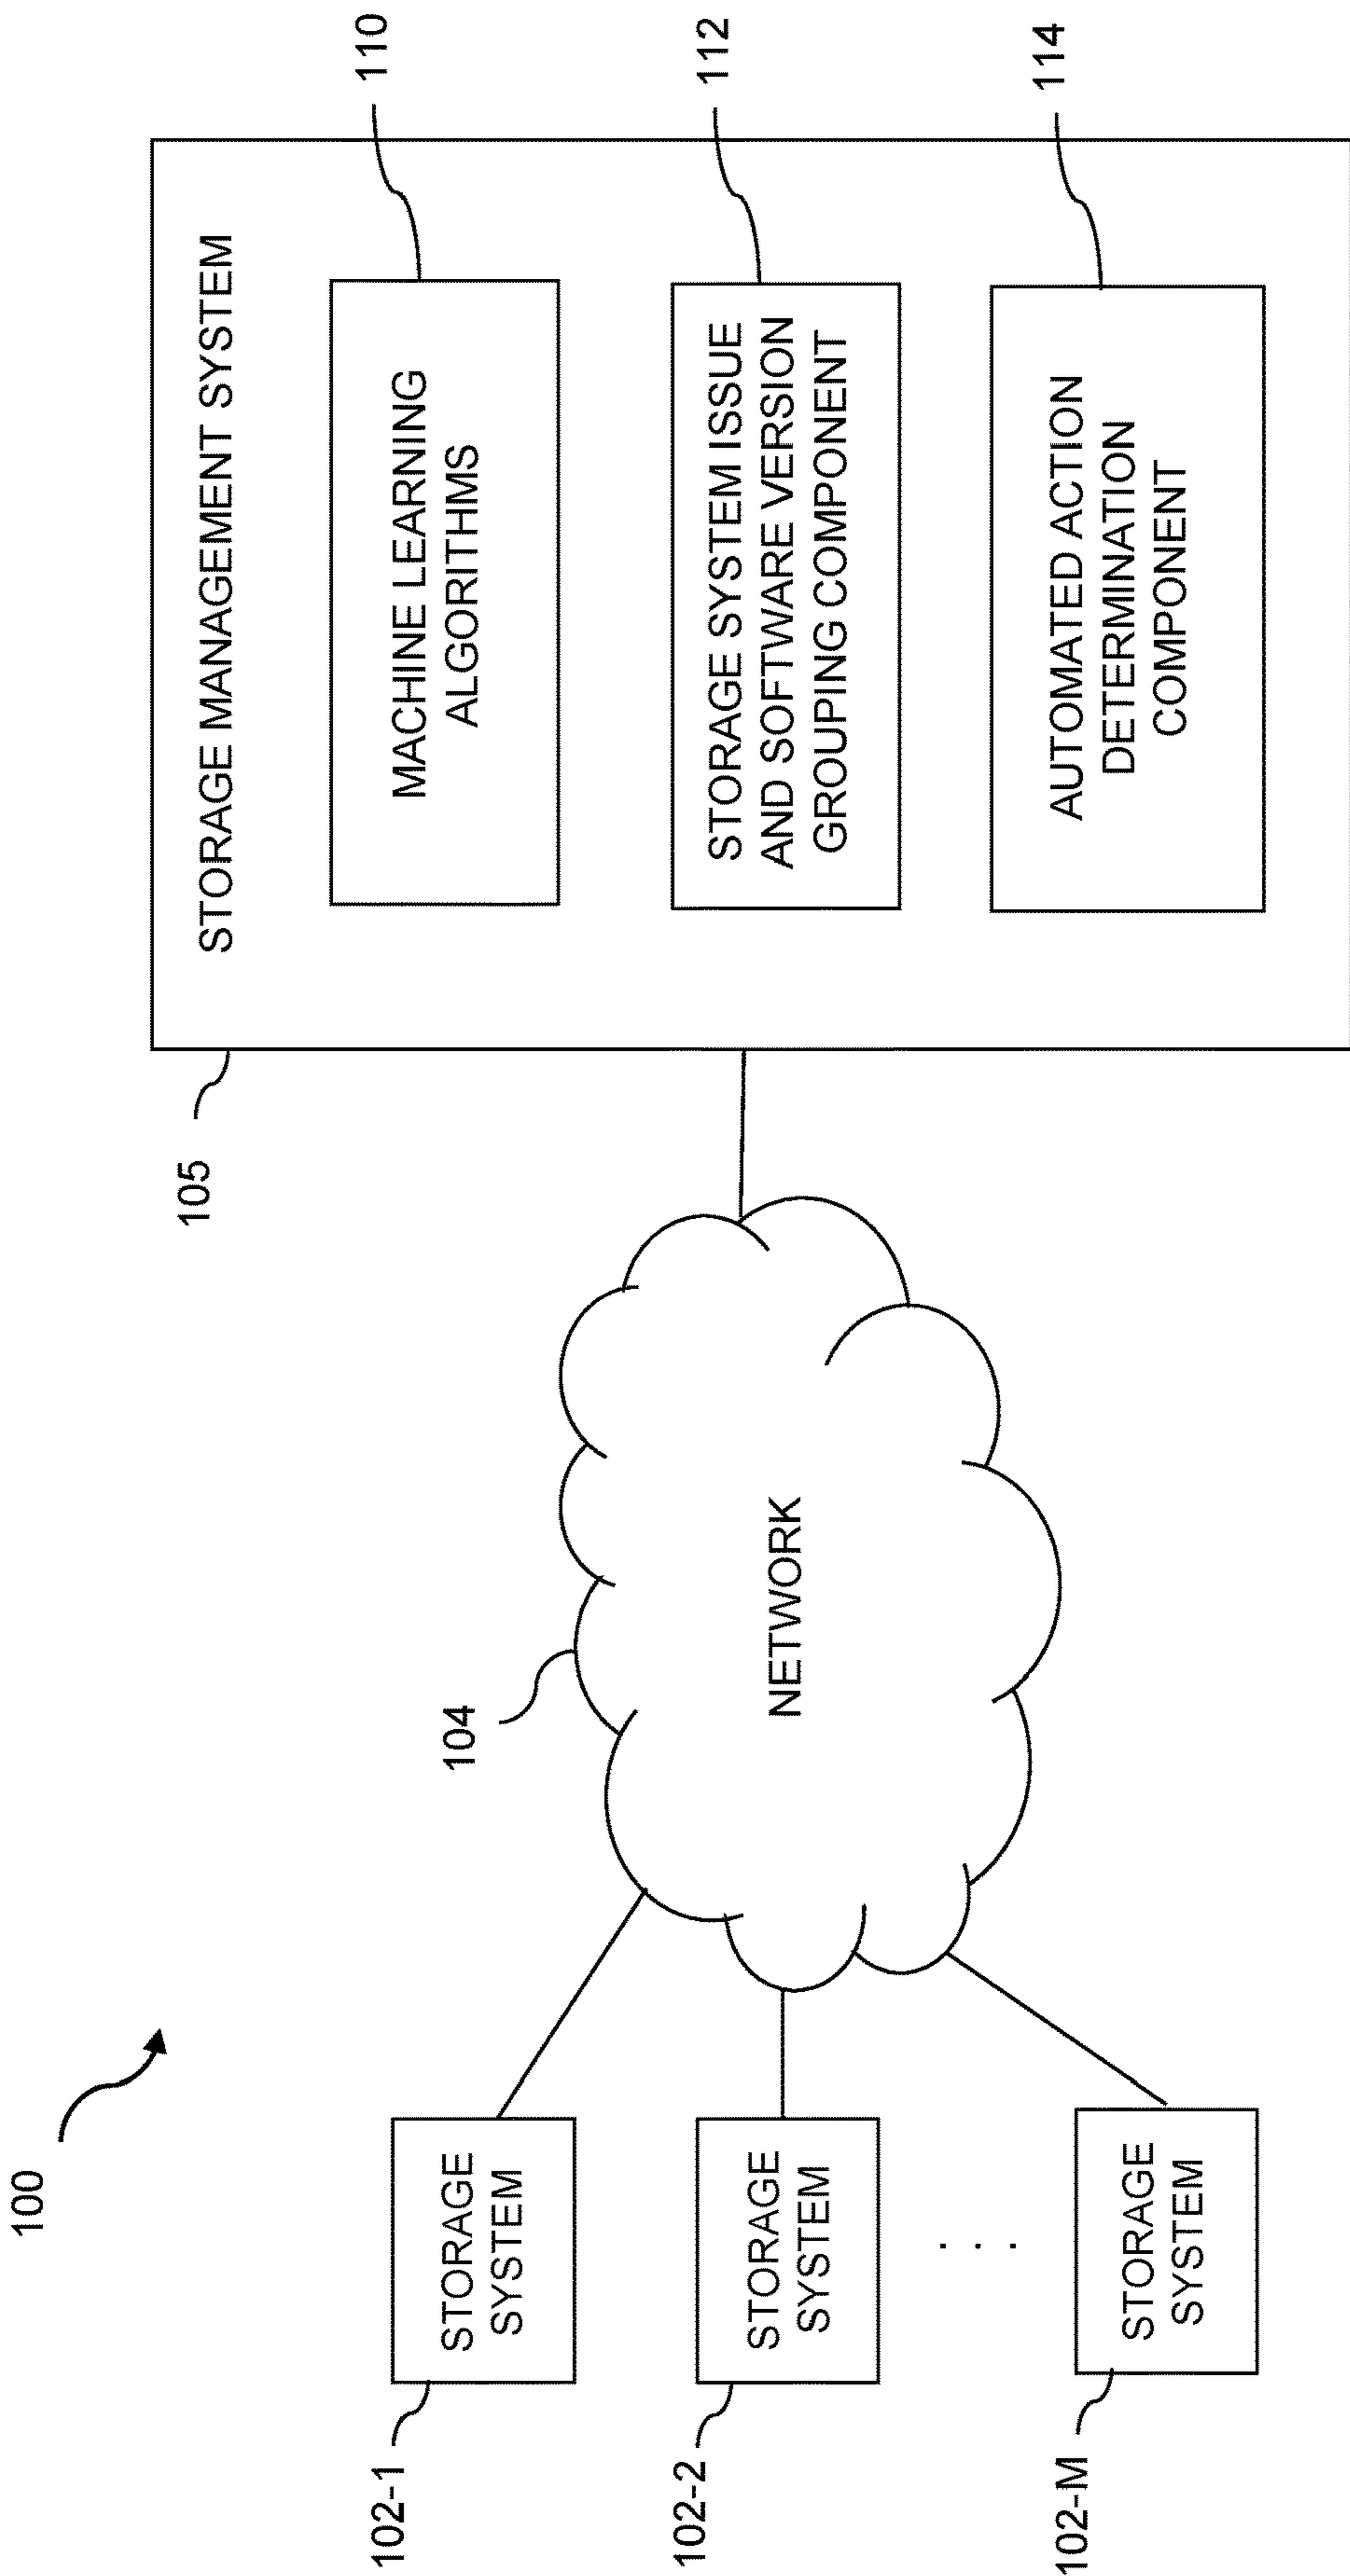 100
102-1
STORAGE
SYSTEM
102-2
STORAGE
SYSTEM
. . .
102-M
STORAGE
SYSTEM
104
NETWORK
105
STORAGE MANAGEMENT SYSTEM
MACHINE LEARNING
ALGORITHMS
110
STORAGE SYSTEM ISSUE
AND SOFTWARE VERSION
GROUPING COMPONENT
112
AUTOMATED ACTION
DETERMINATION
COMPONENT
114